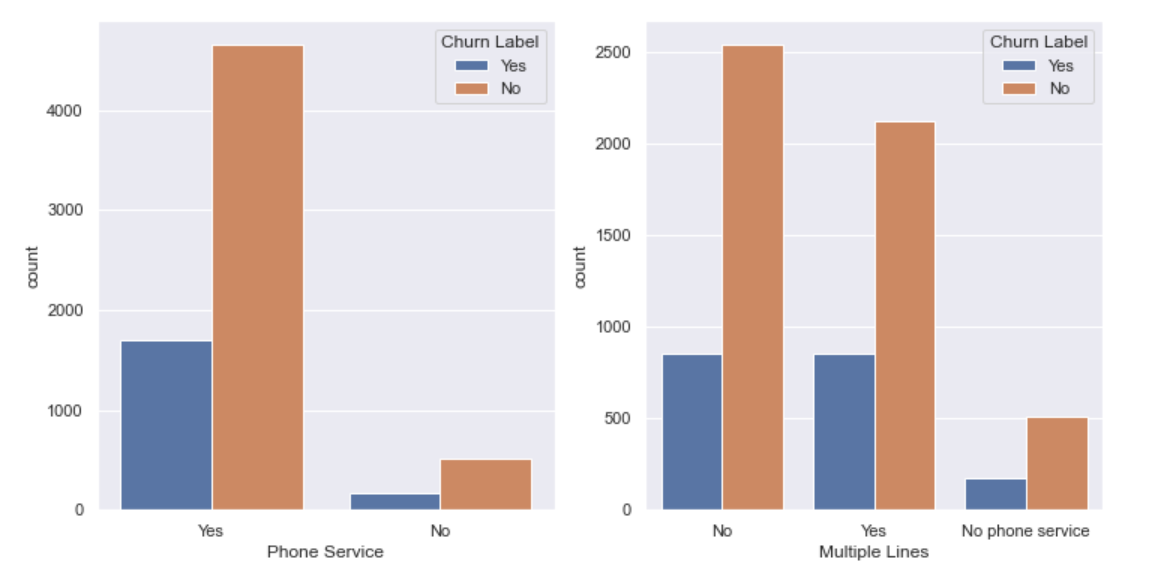 Churn Label
Yes
No
4000
3000
2000
1000
0
count
Yes No
Phone Service
Churn Label
Yes
No
2500
2000
1500
1000
500
0
count
No Yes No phone service
Multiple Lines